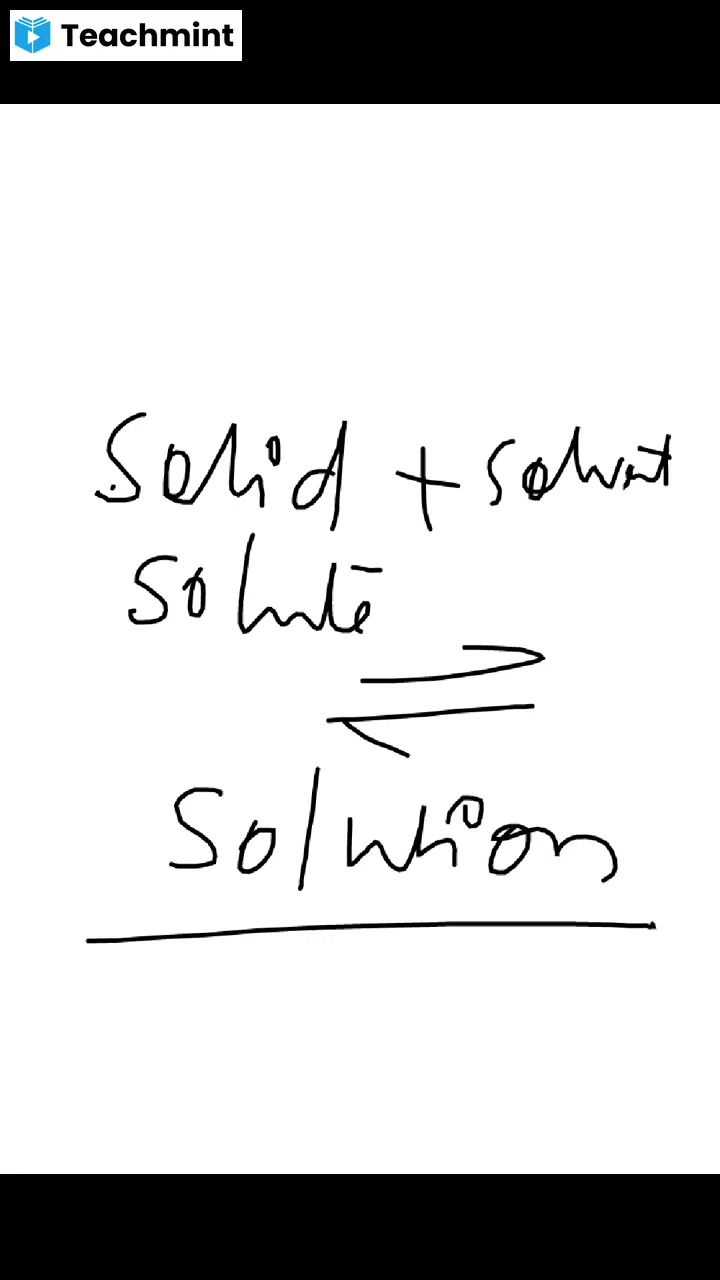 Teachmint
Solid + solvent
solute
⇌
Solution